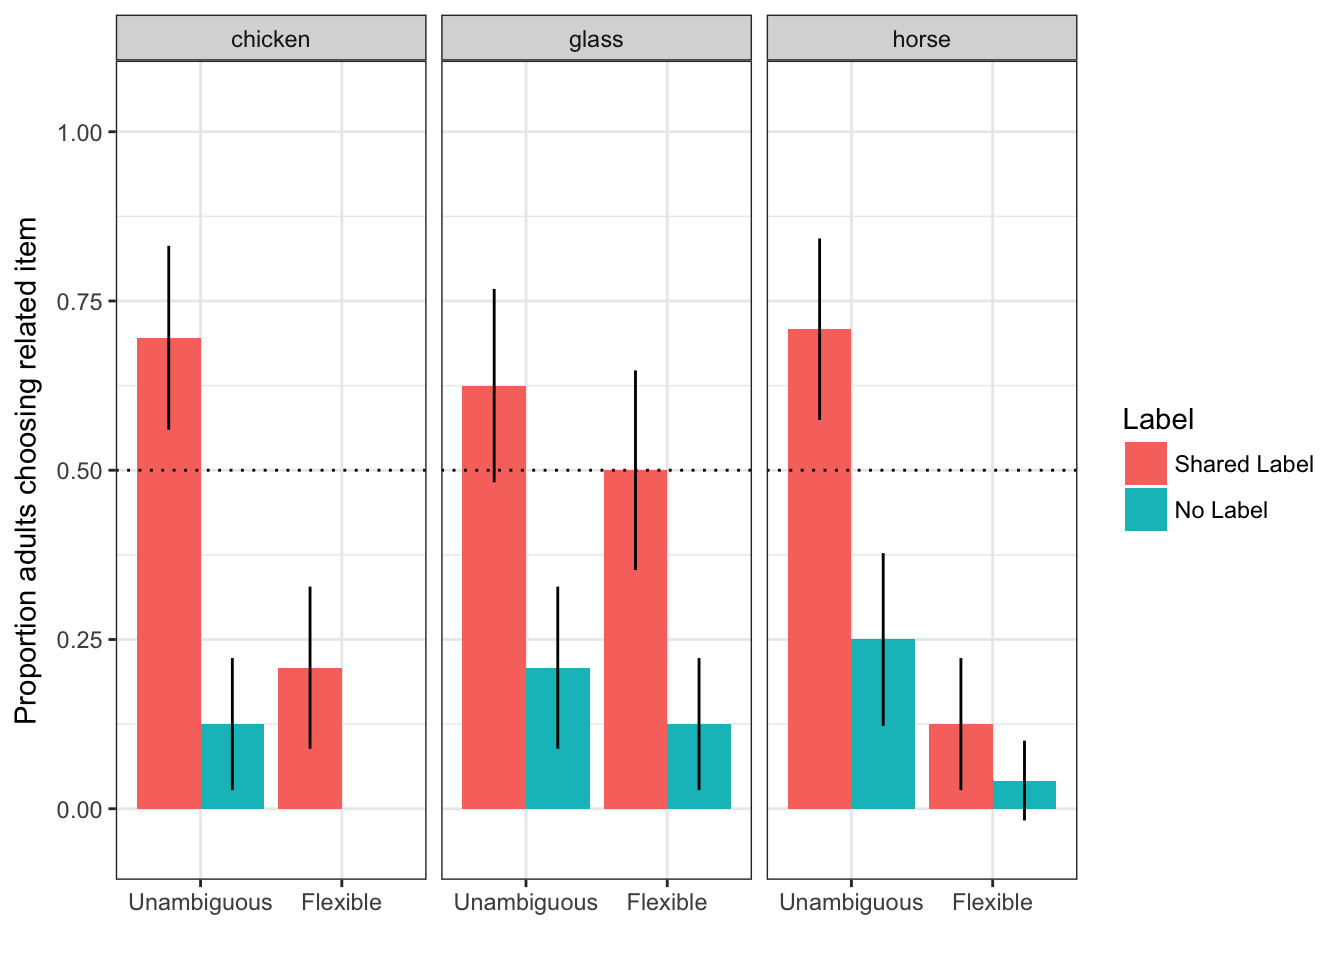 chicken
glass
horse
Proportion adults choosing related item
1.00
0.75
0.50
0.25
0.00
Unambiguous Flexible
Unambiguous Flexible
Unambiguous Flexible
Label
Shared Label
No Label